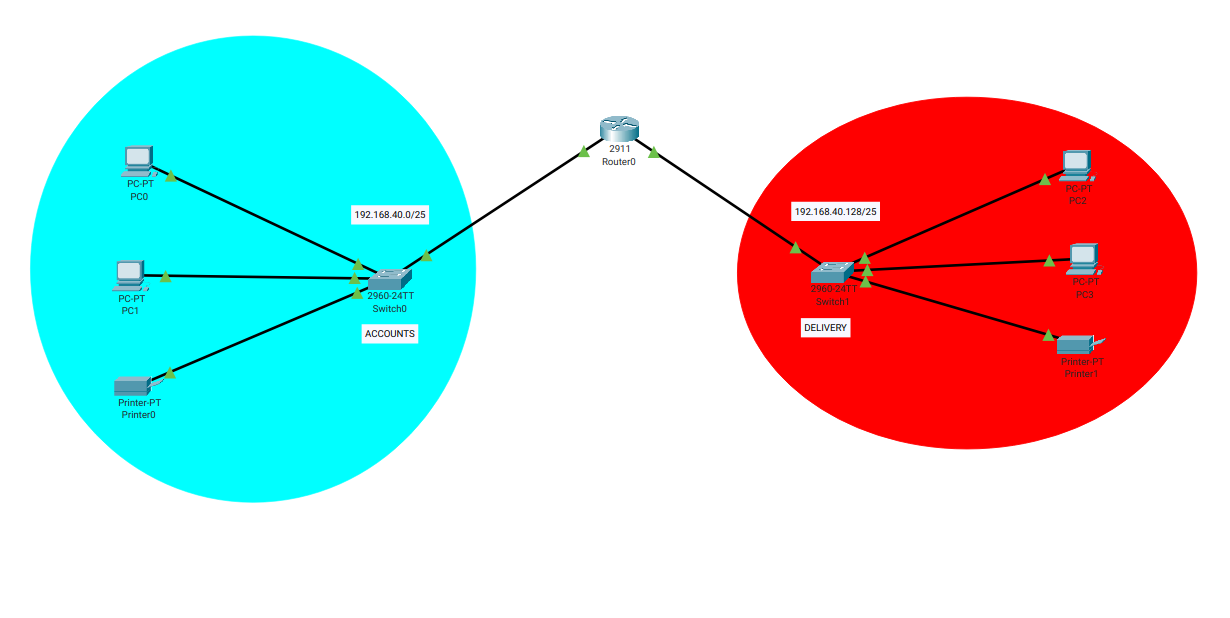 2911
Router0
PC-PT
PC0
192.168.40.0/25
PC-PT
PC1
2960-24TT
Switch0
ACCOUNTS
Printer-PT
Printer0
192.168.40.128/25
2960-24TT
Switch1
DELIVERY
PC-PT
PC2
PC-PT
PC3
Printer-PT
Printer1